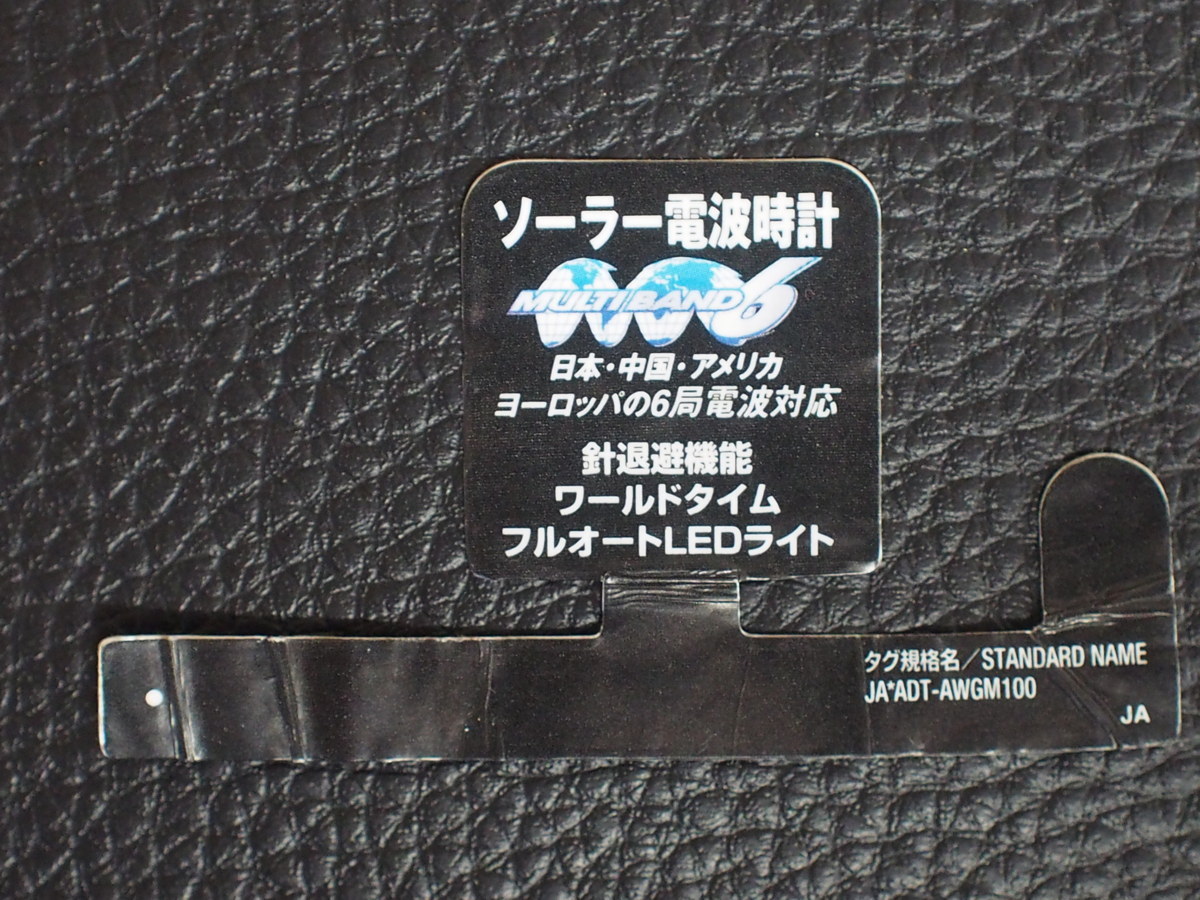 ソーラー電波時計
MULTI BAND 6
日本・中国・アメリカ
ヨーロッパの6局電波対応
針退避機能
ワールドタイム
フルオートLEDライト
タグ規格名／STANDARD NAME
JA*ADT-AWGM100
JA